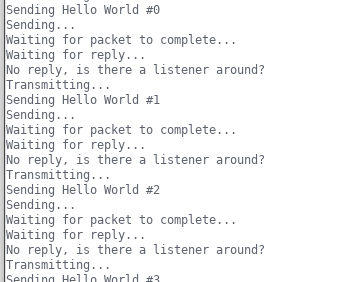 Sending Hello World #0
Sending...
Waiting for packet to complete...
Waiting for reply...
No reply, is there a listener around?
Transmitting...
Sending Hello World #1
Sending...
Waiting for packet to complete...
Waiting for reply...
No reply, is there a listener around?
Transmitting...
Sending Hello World #2
Sending...
Waiting for packet to complete...
Waiting for reply...
No reply, is there a listener around?
Transmitting...
Sending Hello World #3